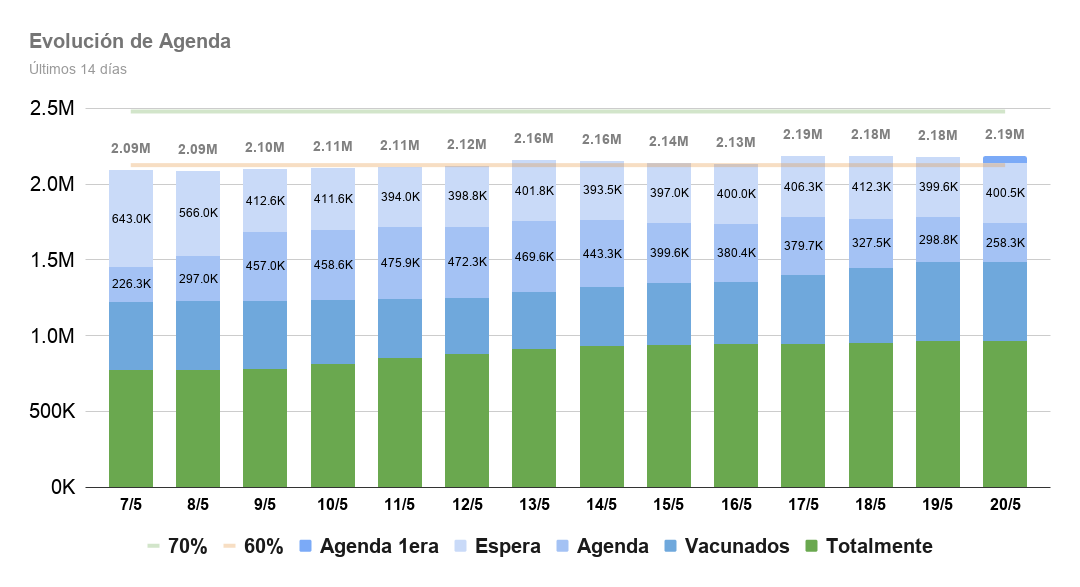 Evolución de Agenda
Últimos 14 días
2.5M
2.09M 2.09M 2.10M 2.11M 2.11M 2.12M 2.16M 2.16M 2.14M 2.13M 2.19M 2.18M 2.18M 2.19M
2.0M
643.0K 566.0K 412.6K 411.6K 394.0K 398.8K 401.8K 393.5K 397.0K 400.0K 406.3K 412.3K 399.6K 400.5K
226.3K 297.0K 457.0K 458.6K 475.9K 472.3K 469.6K 443.3K 399.6K 380.4K 379.7K 327.5K 298.8K 258.3K
1.5M
1.0M
500K
0K
7/5 8/5 9/5 10/5 11/5 12/5 13/5 14/5 15/5 16/5 17/5 18/5 19/5 20/5
70% 60% Agenda 1era Espera Agenda Vacunados Totalmente